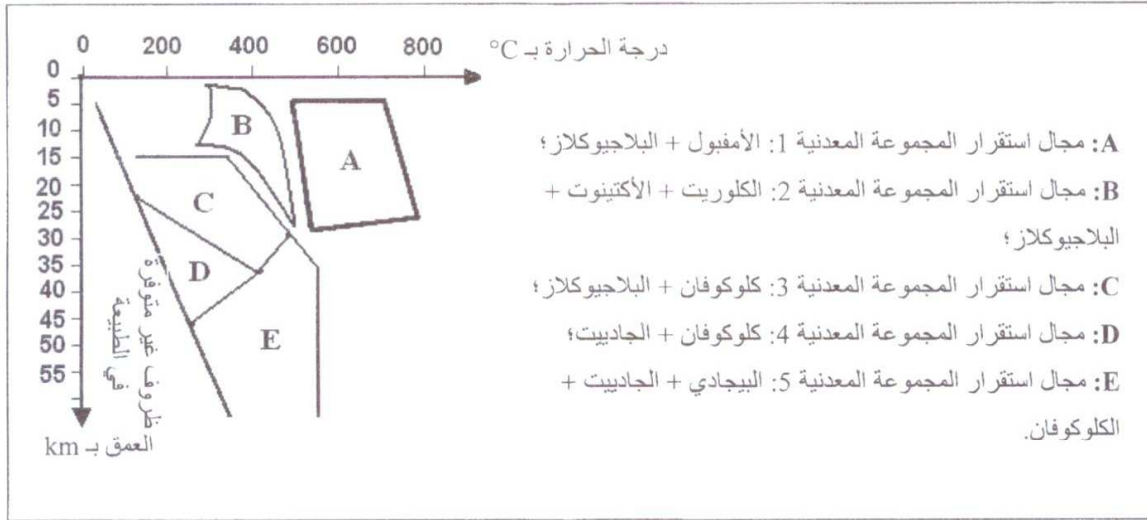 0 200 400 600 800
درجة الحرارة بـ °C
0
5
10
15
20
25
30
35
40
45
50
55
B
A
C
D
E
ظروف غير متوفرة
في الطبيعة
العمق بـ km
A: مجال استقرار المجموعة المعدنية 1: الأمفبول + البلاجيوكلاز؛
B: مجال استقرار المجموعة المعدنية 2: الكلوريت + الأكتينوت +
البلاجيوكلاز؛
C: مجال استقرار المجموعة المعدنية 3: كلوكوفان + البلاجيوكلاز؛
D: مجال استقرار المجموعة المعدنية 4: كلوكوفان + الجادييت؛
E: مجال استقرار المجموعة المعدنية 5: البيجادي + الجادييت +
الكلوكوفان.